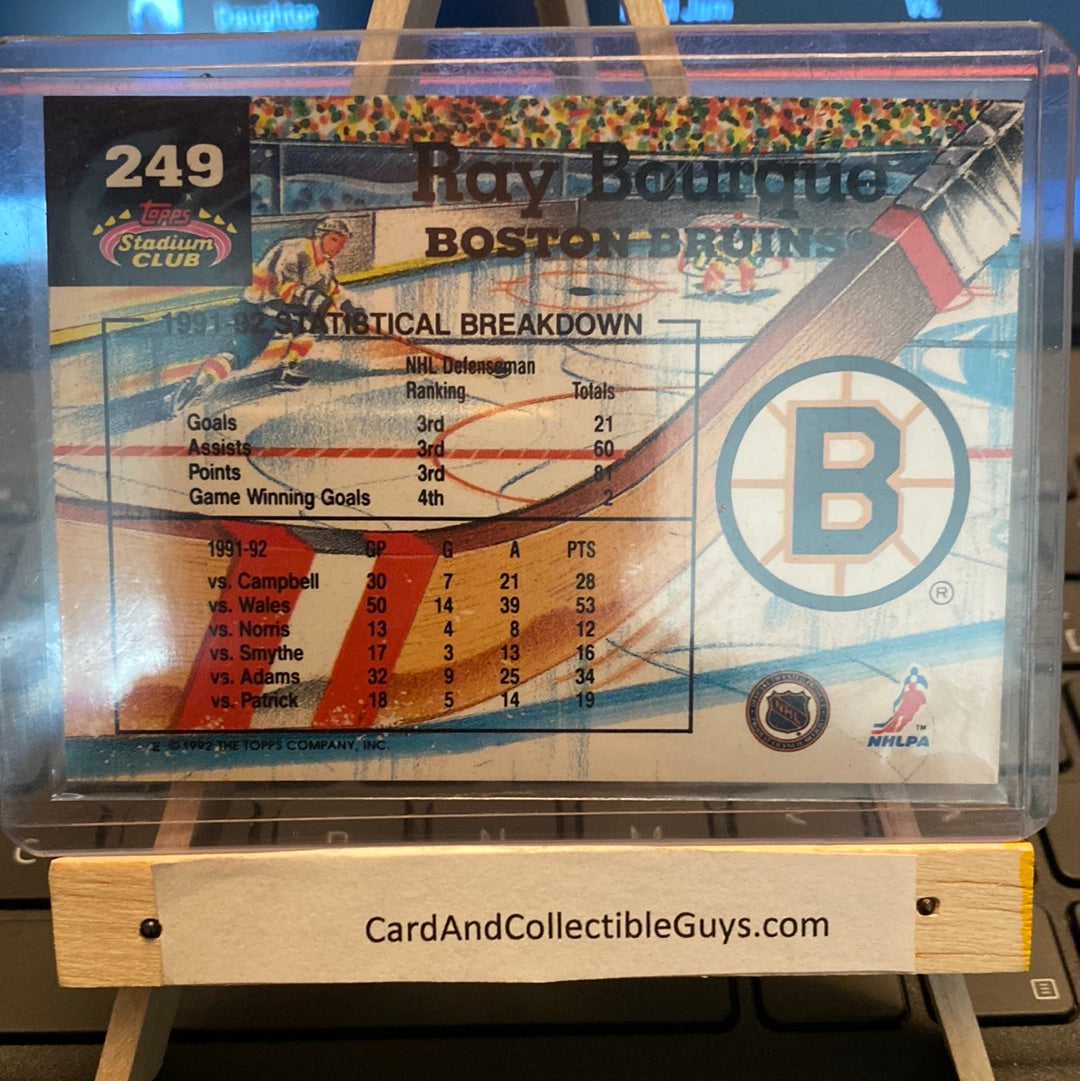 Daughter
vs.
249
Topps
Stadium
CLUB
Ray Bourque
BOSTON BRUINS®
1991-92 STATISTICAL BREAKDOWN
NHL Defenseman
Ranking Totals
Goals 3rd 21
Assists 3rd 60
Points 3rd 81
Game Winning Goals 4th 2
1991-92 GP G A PTS
vs. Campbell 30 7 21 28
vs. Wales 50 14 39 53
vs. Norris 13 4 8 12
vs. Smythe 17 3 13 16
vs. Adams 32 9 25 34
vs. Patrick 18 5 14 19
B
®
NHL
TM
NHLPA
© 1992 THE TOPPS COMPANY, INC.
N M
CardAndCollectibleGuys.com